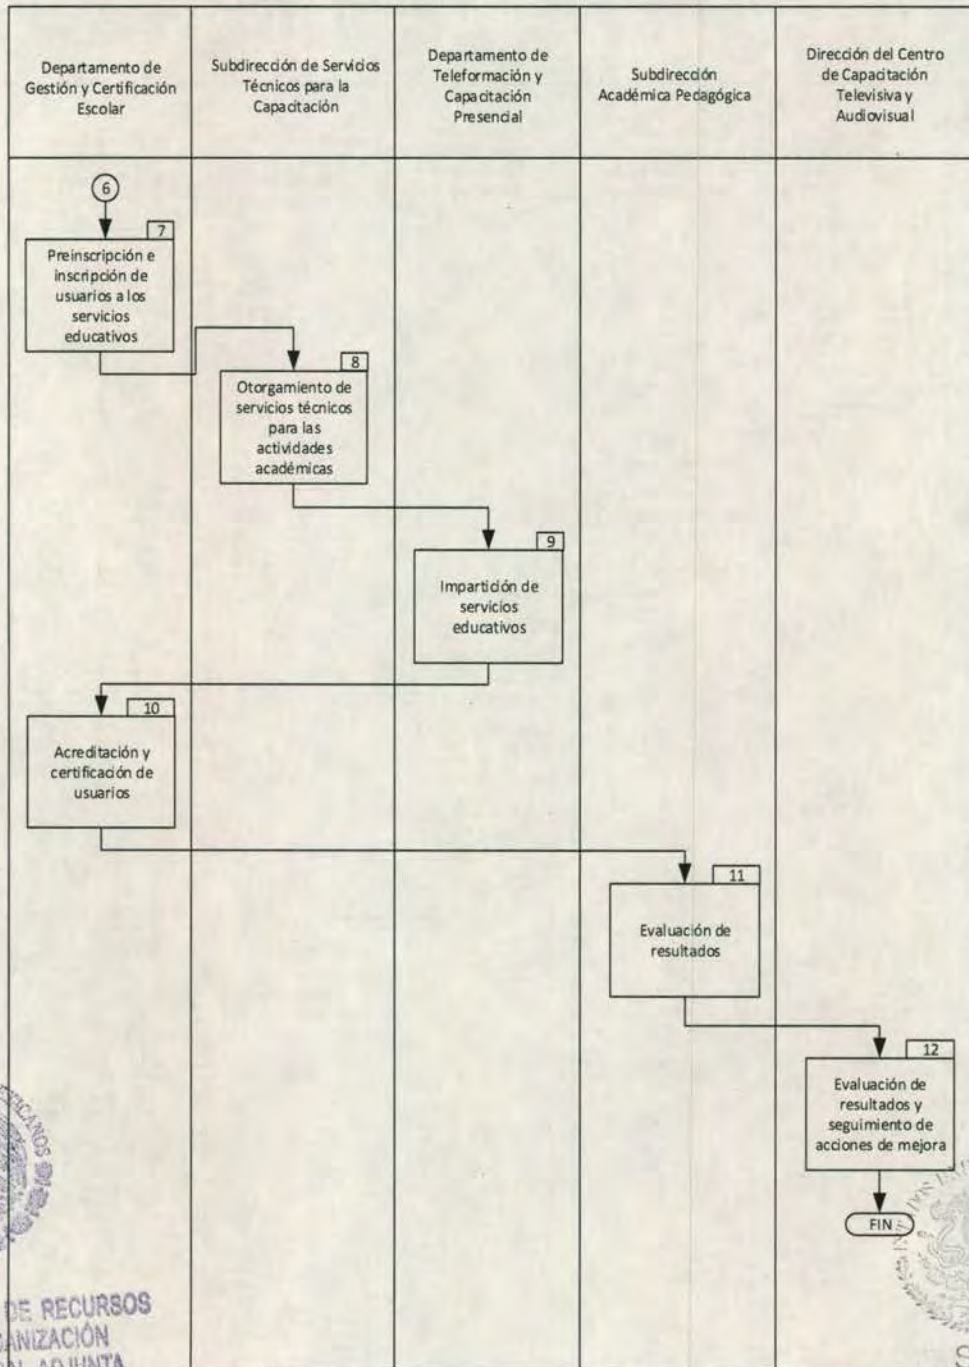 Departamento de
Gestión y Certificación
Escolar
Subdirección de Servicios
Técnicos para la
Capacitación
Departamento de
Teleformación y
Capacitación
Presencial
Subdirección
Académica Pedagógica
Dirección del Centro
de Capacitación
Televisiva y
Audiovisual
6
7
Preinscripción e
inscripción de
usuarios a los
servicios
educativos
8
Otorgamiento de
servicios técnicos
para las
actividades
académicas
9
Impartición de
servicios
educativos
10
Acreditación y
certificación de
usuarios
11
Evaluación de
resultados
12
Evaluación de
resultados y
seguimiento de
acciones de mejora
FIN
DE RECURSOS